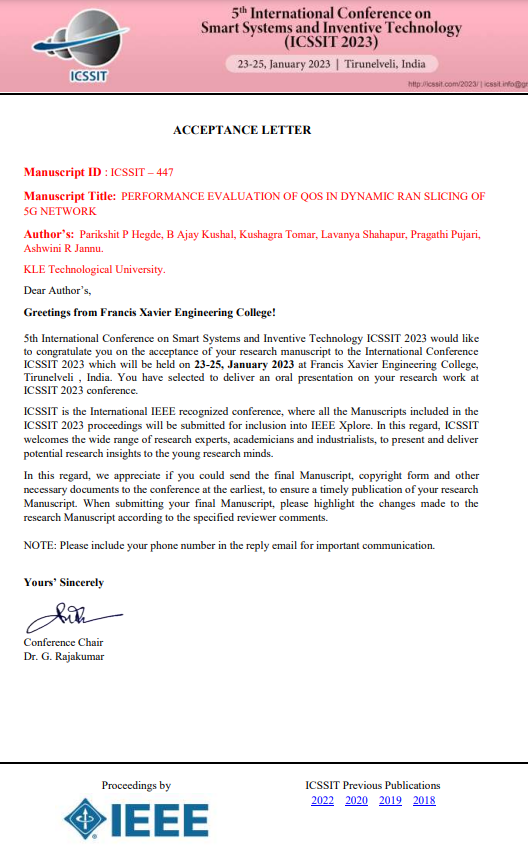 5th International Conference on
Smart Systems and Inventive Technology
(ICSSIT 2023)
23-25, January 2023 | Tirunelveli, India
ICSSIT
http://icssit.com/2023/ | icssit.info@gr
ACCEPTANCE LETTER
Manuscript ID : ICSSIT – 447
Manuscript Title: PERFORMANCE EVALUATION OF QOS IN DYNAMIC RAN SLICING OF
5G NETWORK
Author's: Parikshit P Hegde, B Ajay Kushal, Kushagra Tomar, Lavanya Shahapur, Pragathi Pujari,
Ashwini R Jannu.
KLE Technological University.
Dear Author's,
Greetings from Francis Xavier Engineering College!
5th International Conference on Smart Systems and Inventive Technology ICSSIT 2023 would like
to congratulate you on the acceptance of your research manuscript to the International Conference
ICSSIT 2023 which will be held on 23-25, January 2023 at Francis Xavier Engineering College,
Tirunelveli , India. You have selected to deliver an oral presentation on your research work at
ICSSIT 2023 conference.
ICSSIT is the International IEEE recognized conference, where all the Manuscripts included in the
ICSSIT 2023 proceedings will be submitted for inclusion into IEEE Xplore. In this regard, ICSSIT
welcomes the wide range of research experts, academicians and industrialists, to present and deliver
potential research insights to the young research minds.
In this regard, we appreciate if you could send the final Manuscript, copyright form and other
necessary documents to the conference at the earliest, to ensure a timely publication of your research
Manuscript. When submitting your final Manuscript, please highlight the changes made to the
research Manuscript according to the specified reviewer comments.
NOTE: Please include your phone number in the reply email for important communication.
Yours' Sincerely
Conference Chair
Dr. G. Rajakumar
Proceedings by
IEEE
ICSSIT Previous Publications
2022 2020 2019 2018